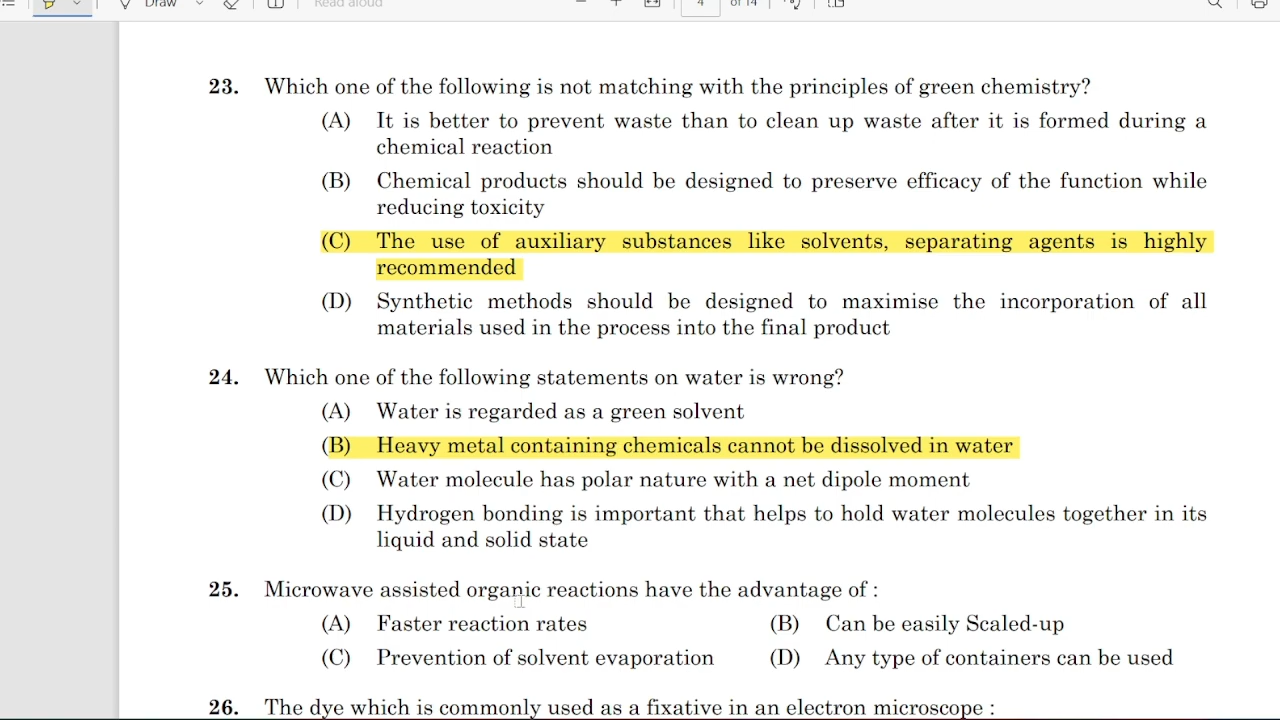 Draw
Read aloud
4
of 14
23. Which one of the following is not matching with the principles of green chemistry?
(A) It is better to prevent waste than to clean up waste after it is formed during a
chemical reaction
(B) Chemical products should be designed to preserve efficacy of the function while
reducing toxicity
(C) The use of auxiliary substances like solvents, separating agents is highly
recommended
(D) Synthetic methods should be designed to maximise the incorporation of all
materials used in the process into the final product
24. Which one of the following statements on water is wrong?
(A) Water is regarded as a green solvent
(B) Heavy metal containing chemicals cannot be dissolved in water
(C) Water molecule has polar nature with a net dipole moment
(D) Hydrogen bonding is important that helps to hold water molecules together in its
liquid and solid state
25. Microwave assisted organic reactions have the advantage of :
(A) Faster reaction rates (B) Can be easily Scaled-up
(C) Prevention of solvent evaporation (D) Any type of containers can be used
26. The dye which is commonly used as a fixative in an electron microscope :